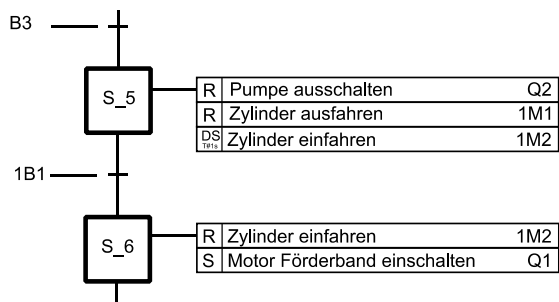 B3
S_5
R Pumpe ausschalten Q2
R Zylinder ausfahren 1M1
DS T#1s Zylinder einfahren 1M2
1B1
S_6
R Zylinder einfahren 1M2
S Motor Förderband einschalten Q1